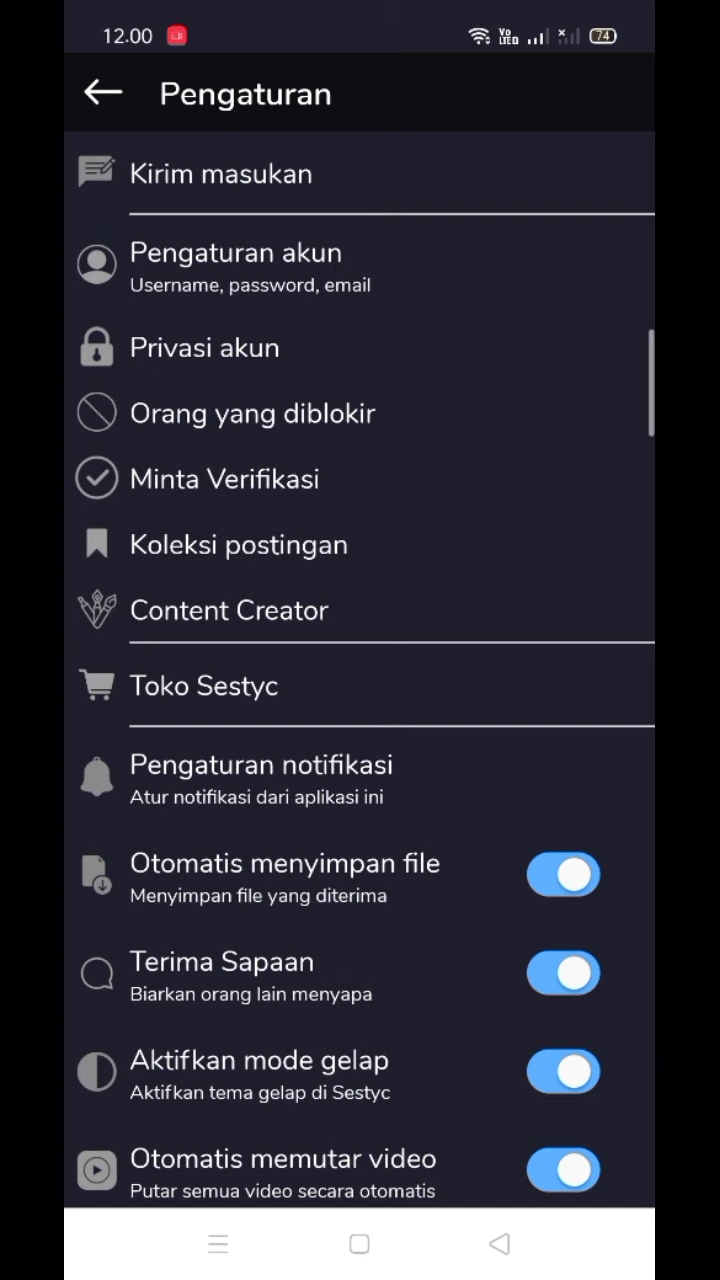 12.00
Vo
LTED
74
Pengaturan
Kirim masukan
Pengaturan akun
Username, password, email
Privasi akun
Orang yang diblokir
Minta Verifikasi
Koleksi postingan
Content Creator
Toko Sestyc
Pengaturan notifikasi
Atur notifikasi dari aplikasi ini
Otomatis menyimpan file
Menyimpan file yang diterima
Terima Sapaan
Biarkan orang lain menyapa
Aktifkan mode gelap
Aktifkan tema gelap di Sestyc
Otomatis memutar video
Putar semua video secara otomatis